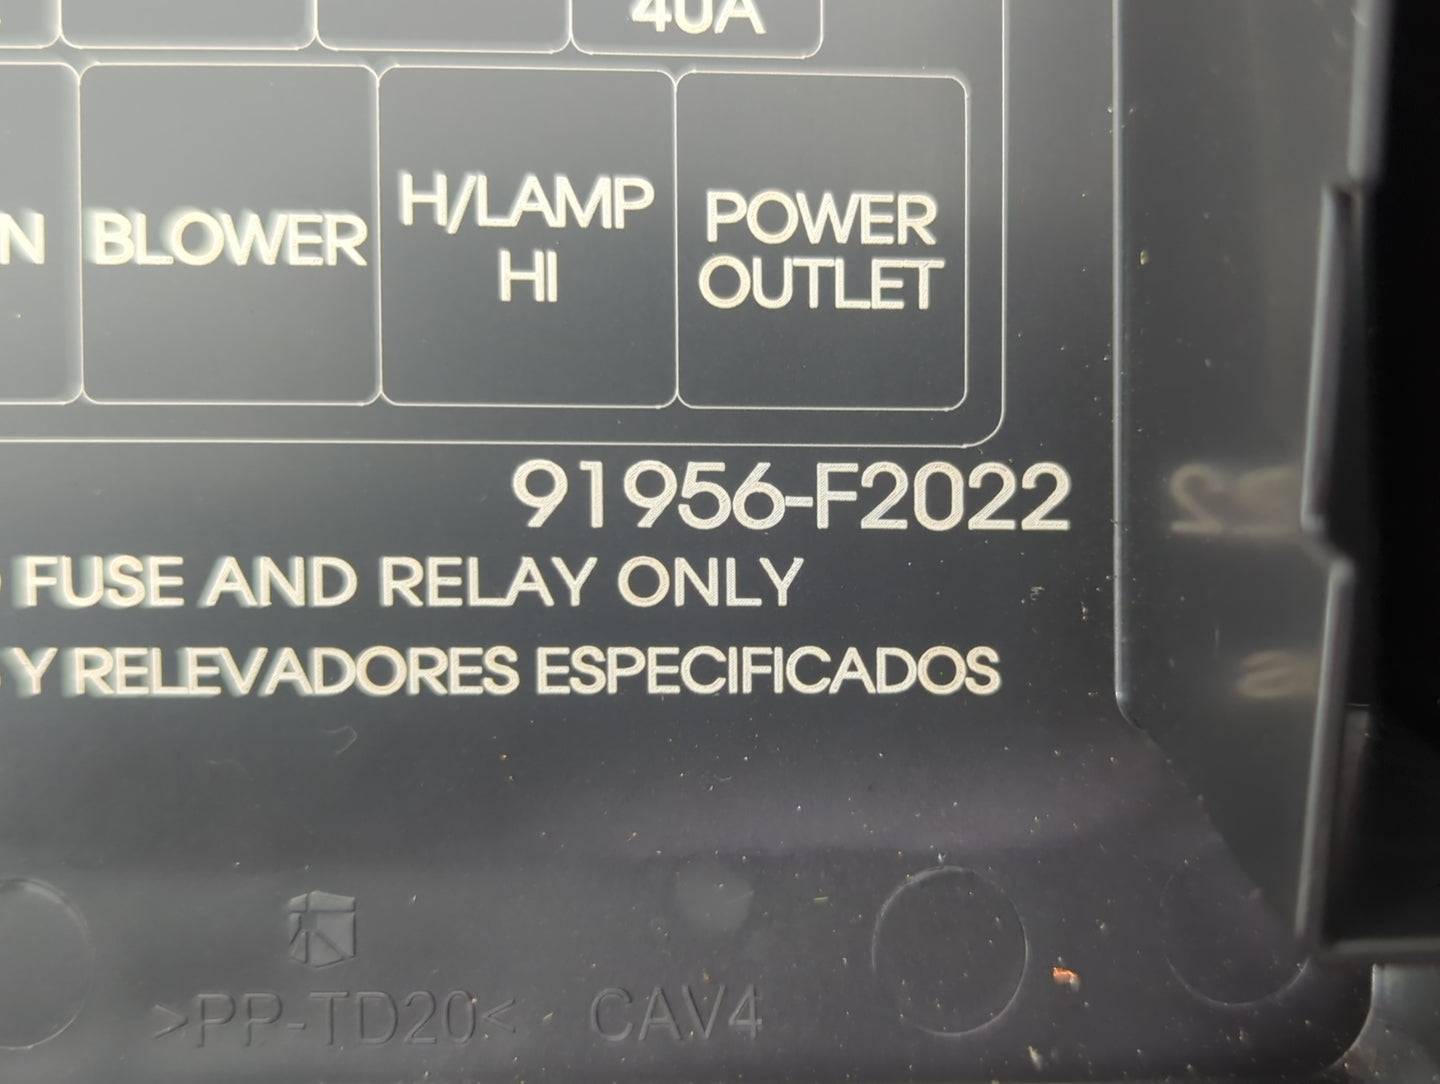 40A
N BLOWER H/LAMP HI POWER OUTLET
91956-F2022
FUSE AND RELAY ONLY
Y RELEVADORES ESPECIFICADOS
>PP-TD20< CAV4